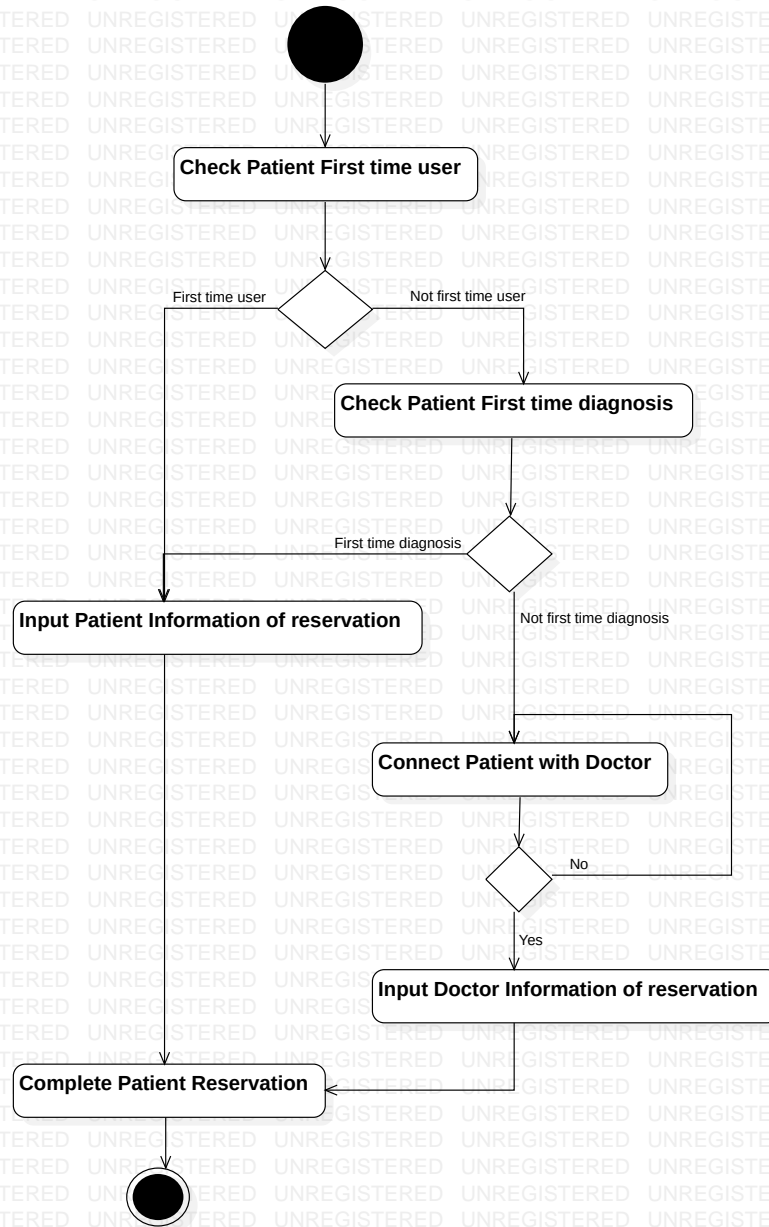 Check Patient First time user
First time user
Not first time user
Check Patient First time diagnosis
First time diagnosis
Input Patient Information of reservation
Not first time diagnosis
Connect Patient with Doctor
No
Yes
Input Doctor Information of reservation
Complete Patient Reservation
UNREGISTERED